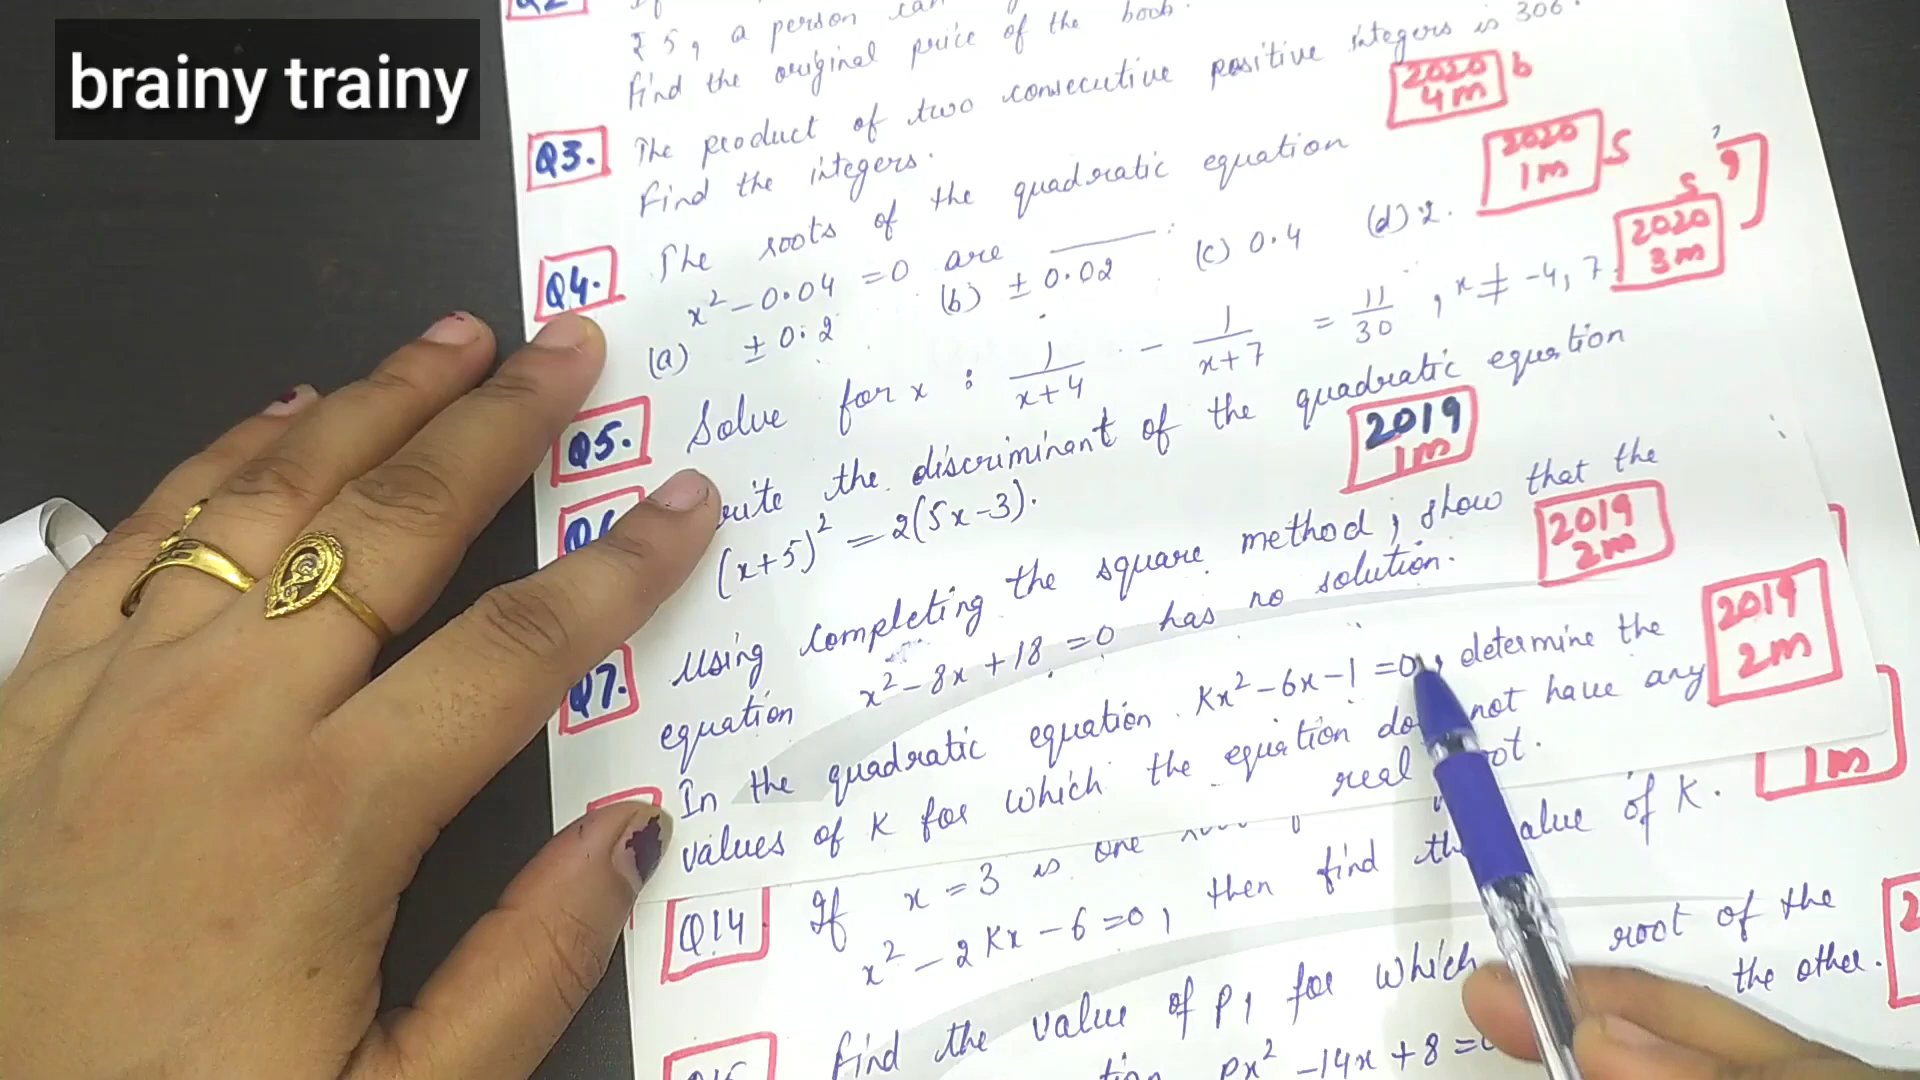 brainy trainy
₹5, a person can
find the original price of the book.
Q3. The product of two consecutive positive integers is 306.
Find the integers.
2020
4m b
Q4. The roots of the quadratic equation
x² - 0.04 = 0 are ______.
2020
1m S
(a) ± 0.2 (b) ± 0.02 (c) 0.4 (d) 2.
Q5. Solve for x : 1/(x+4) - 1/(x+7) = 11/30 , x ≠ -4, 7.
S
2020
3m
the discriminant of the quadratic equation
(x+5)² = 2(5x-3).
2019
1m
Q7. Using completing the square method, show that the
equation x² - 8x + 18 = 0 has no solution.
2019
2m
In the quadratic equation Kx² - 6x - 1 = 0, determine the
values of K for which the equation not have any
real
2019
2m
Q14 If x = 3 is one
x² - 2Kx - 6 = 0, then find value of K.
1m
find the value of p, for which root of the
the other.
px² - 14x + 8 =